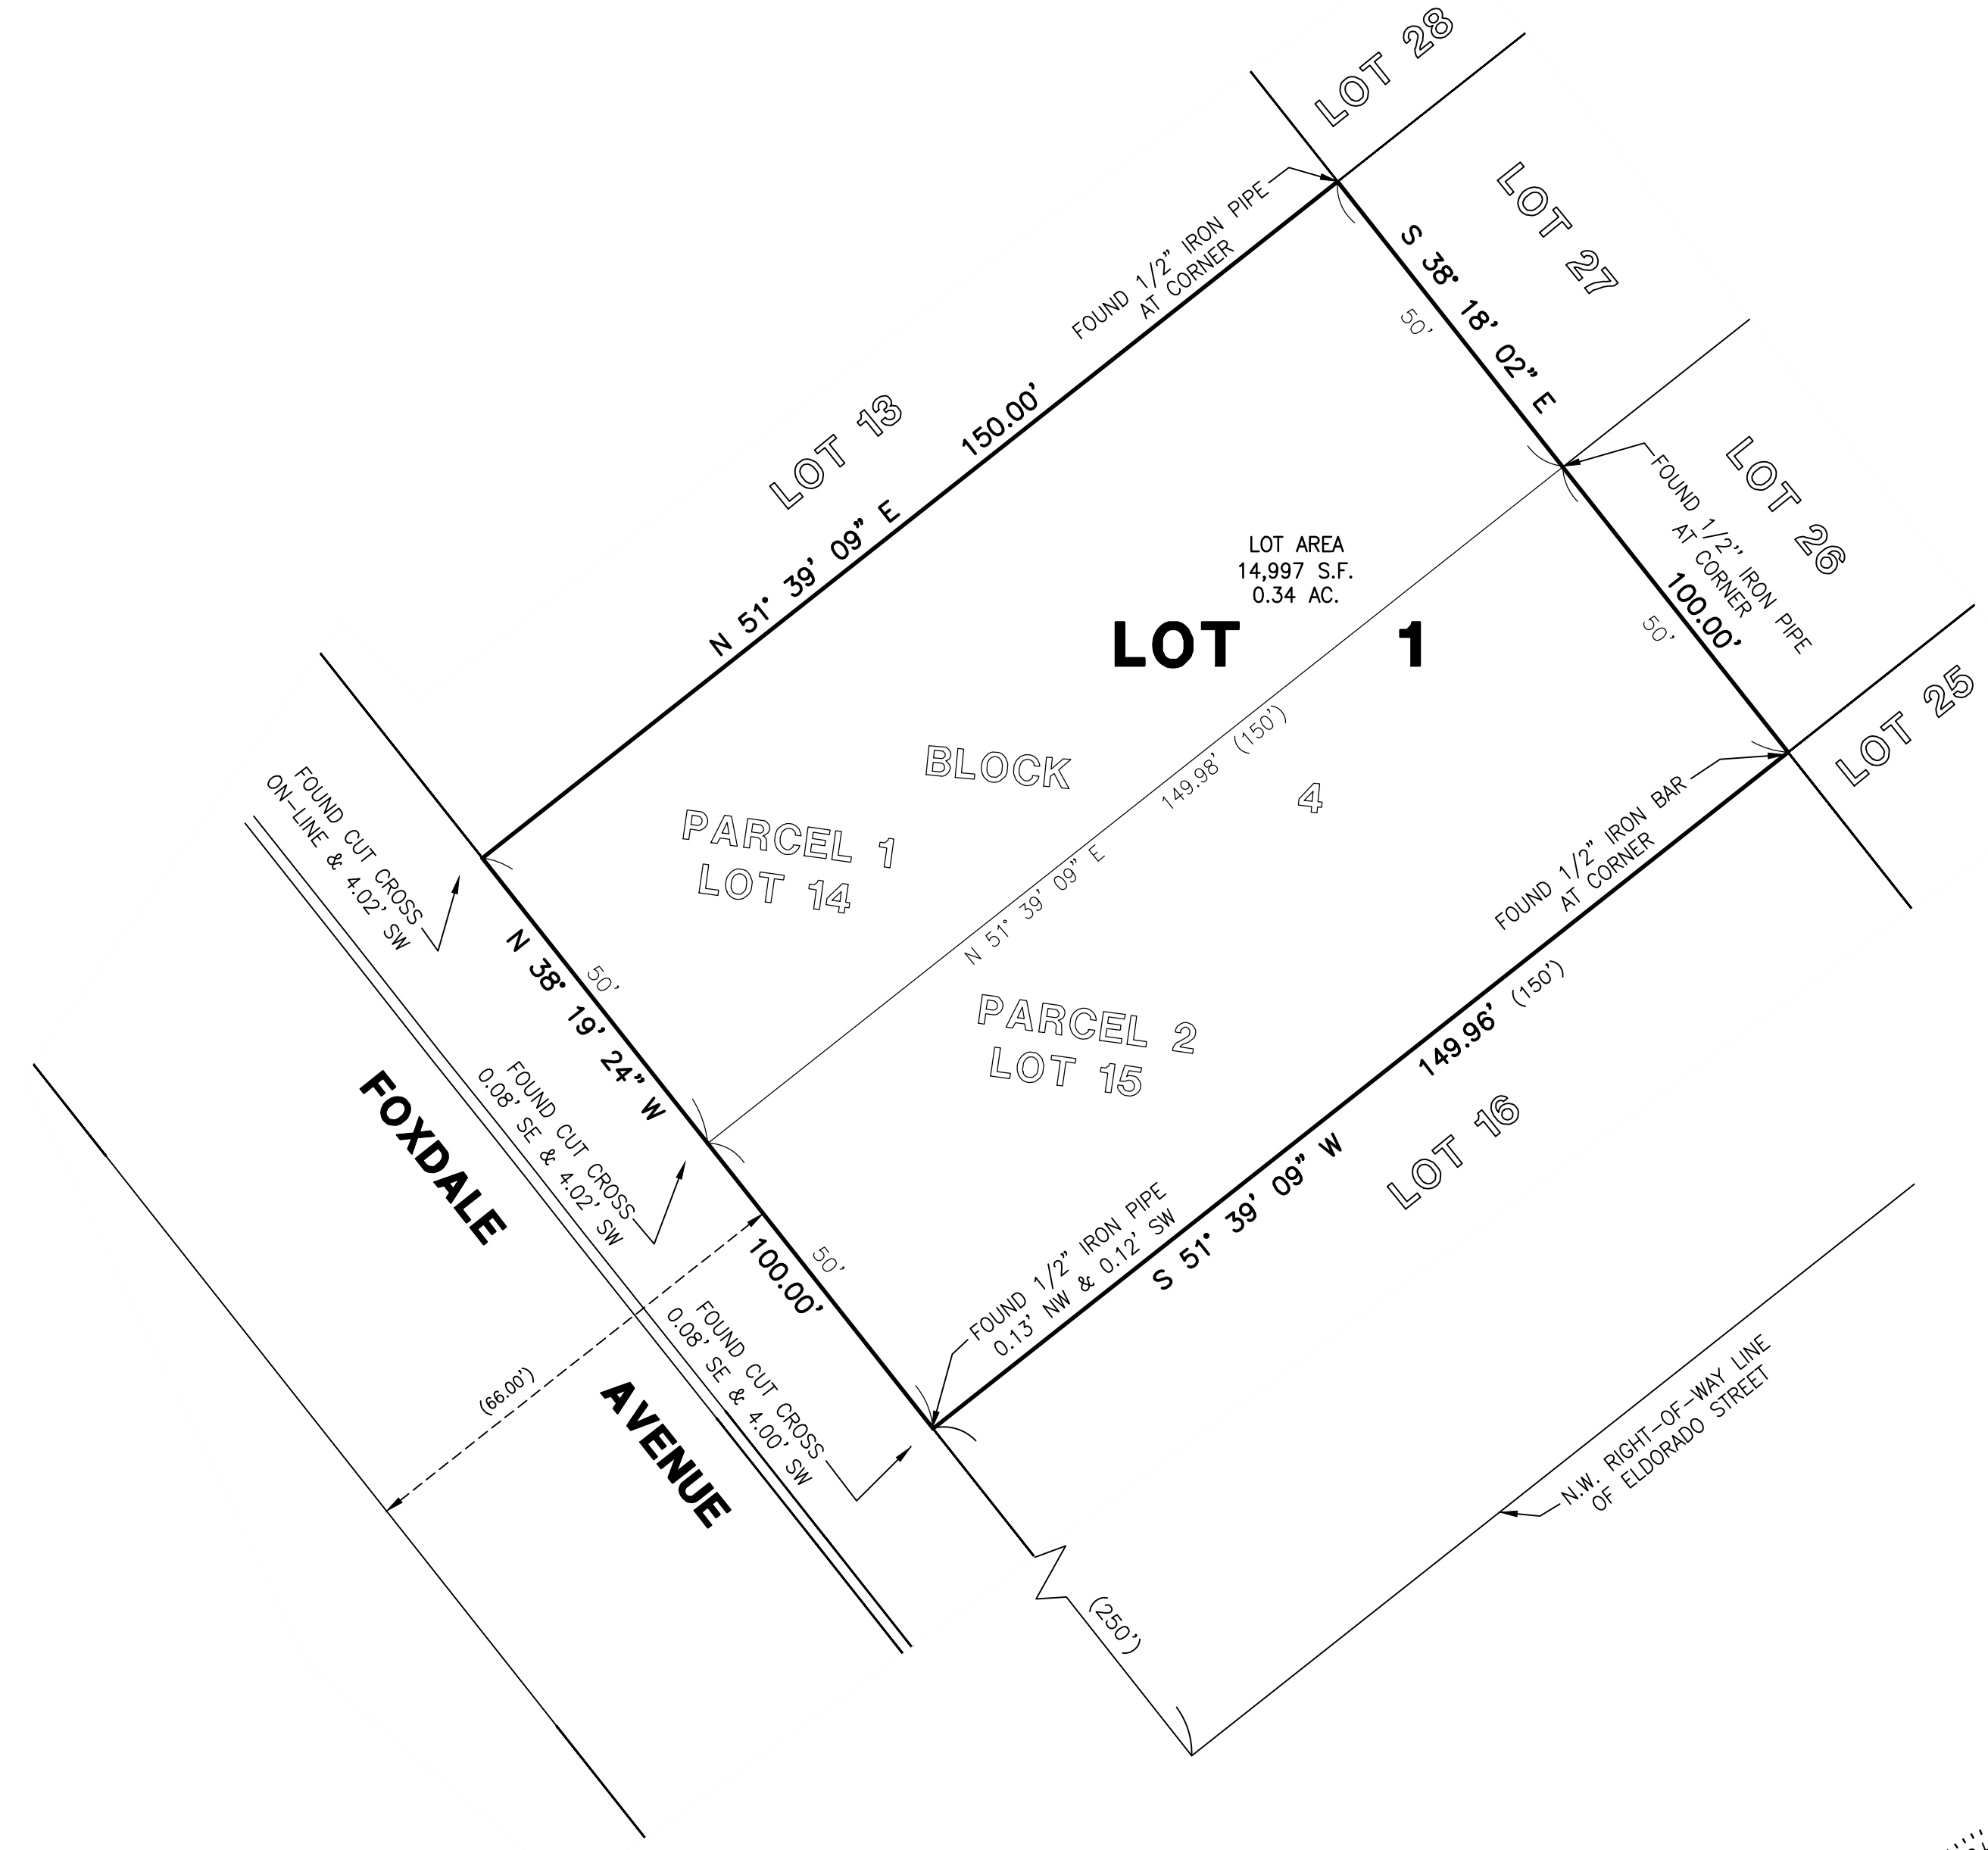 LOT 28
LOT 27
FOUND 1/2" IRON PIPE
AT CORNER
S 38° 18' 02" E
50'
LOT 13
150.00'
N 51° 39' 09" E
LOT 26
FOUND 1/2" IRON PIPE
AT CORNER
100.00'
50'
LOT AREA
14,997 S.F.
0.34 AC.
LOT 1
LOT 25
BLOCK 4
149.98' (150')
N 51° 39' 09" E
PARCEL 1
LOT 14
FOUND 1/2" IRON BAR
AT CORNER
FOUND CUT CROSS
ON-LINE & 4.02' SW
N 38° 19' 24" W
50'
PARCEL 2
LOT 15
149.96' (150')
S 51° 39' 09" W
LOT 16
FOUND CUT CROSS
0.08' SE & 4.02' SW
FOXDALE
AVENUE
100.00'
50'
FOUND 1/2" IRON PIPE
0.13' NW & 0.12' SW
FOUND CUT CROSS
0.08' SE & 4.00' SW
(66.00')
N.W. RIGHT-OF-WAY LINE
OF ELDORADO STREET
(250')